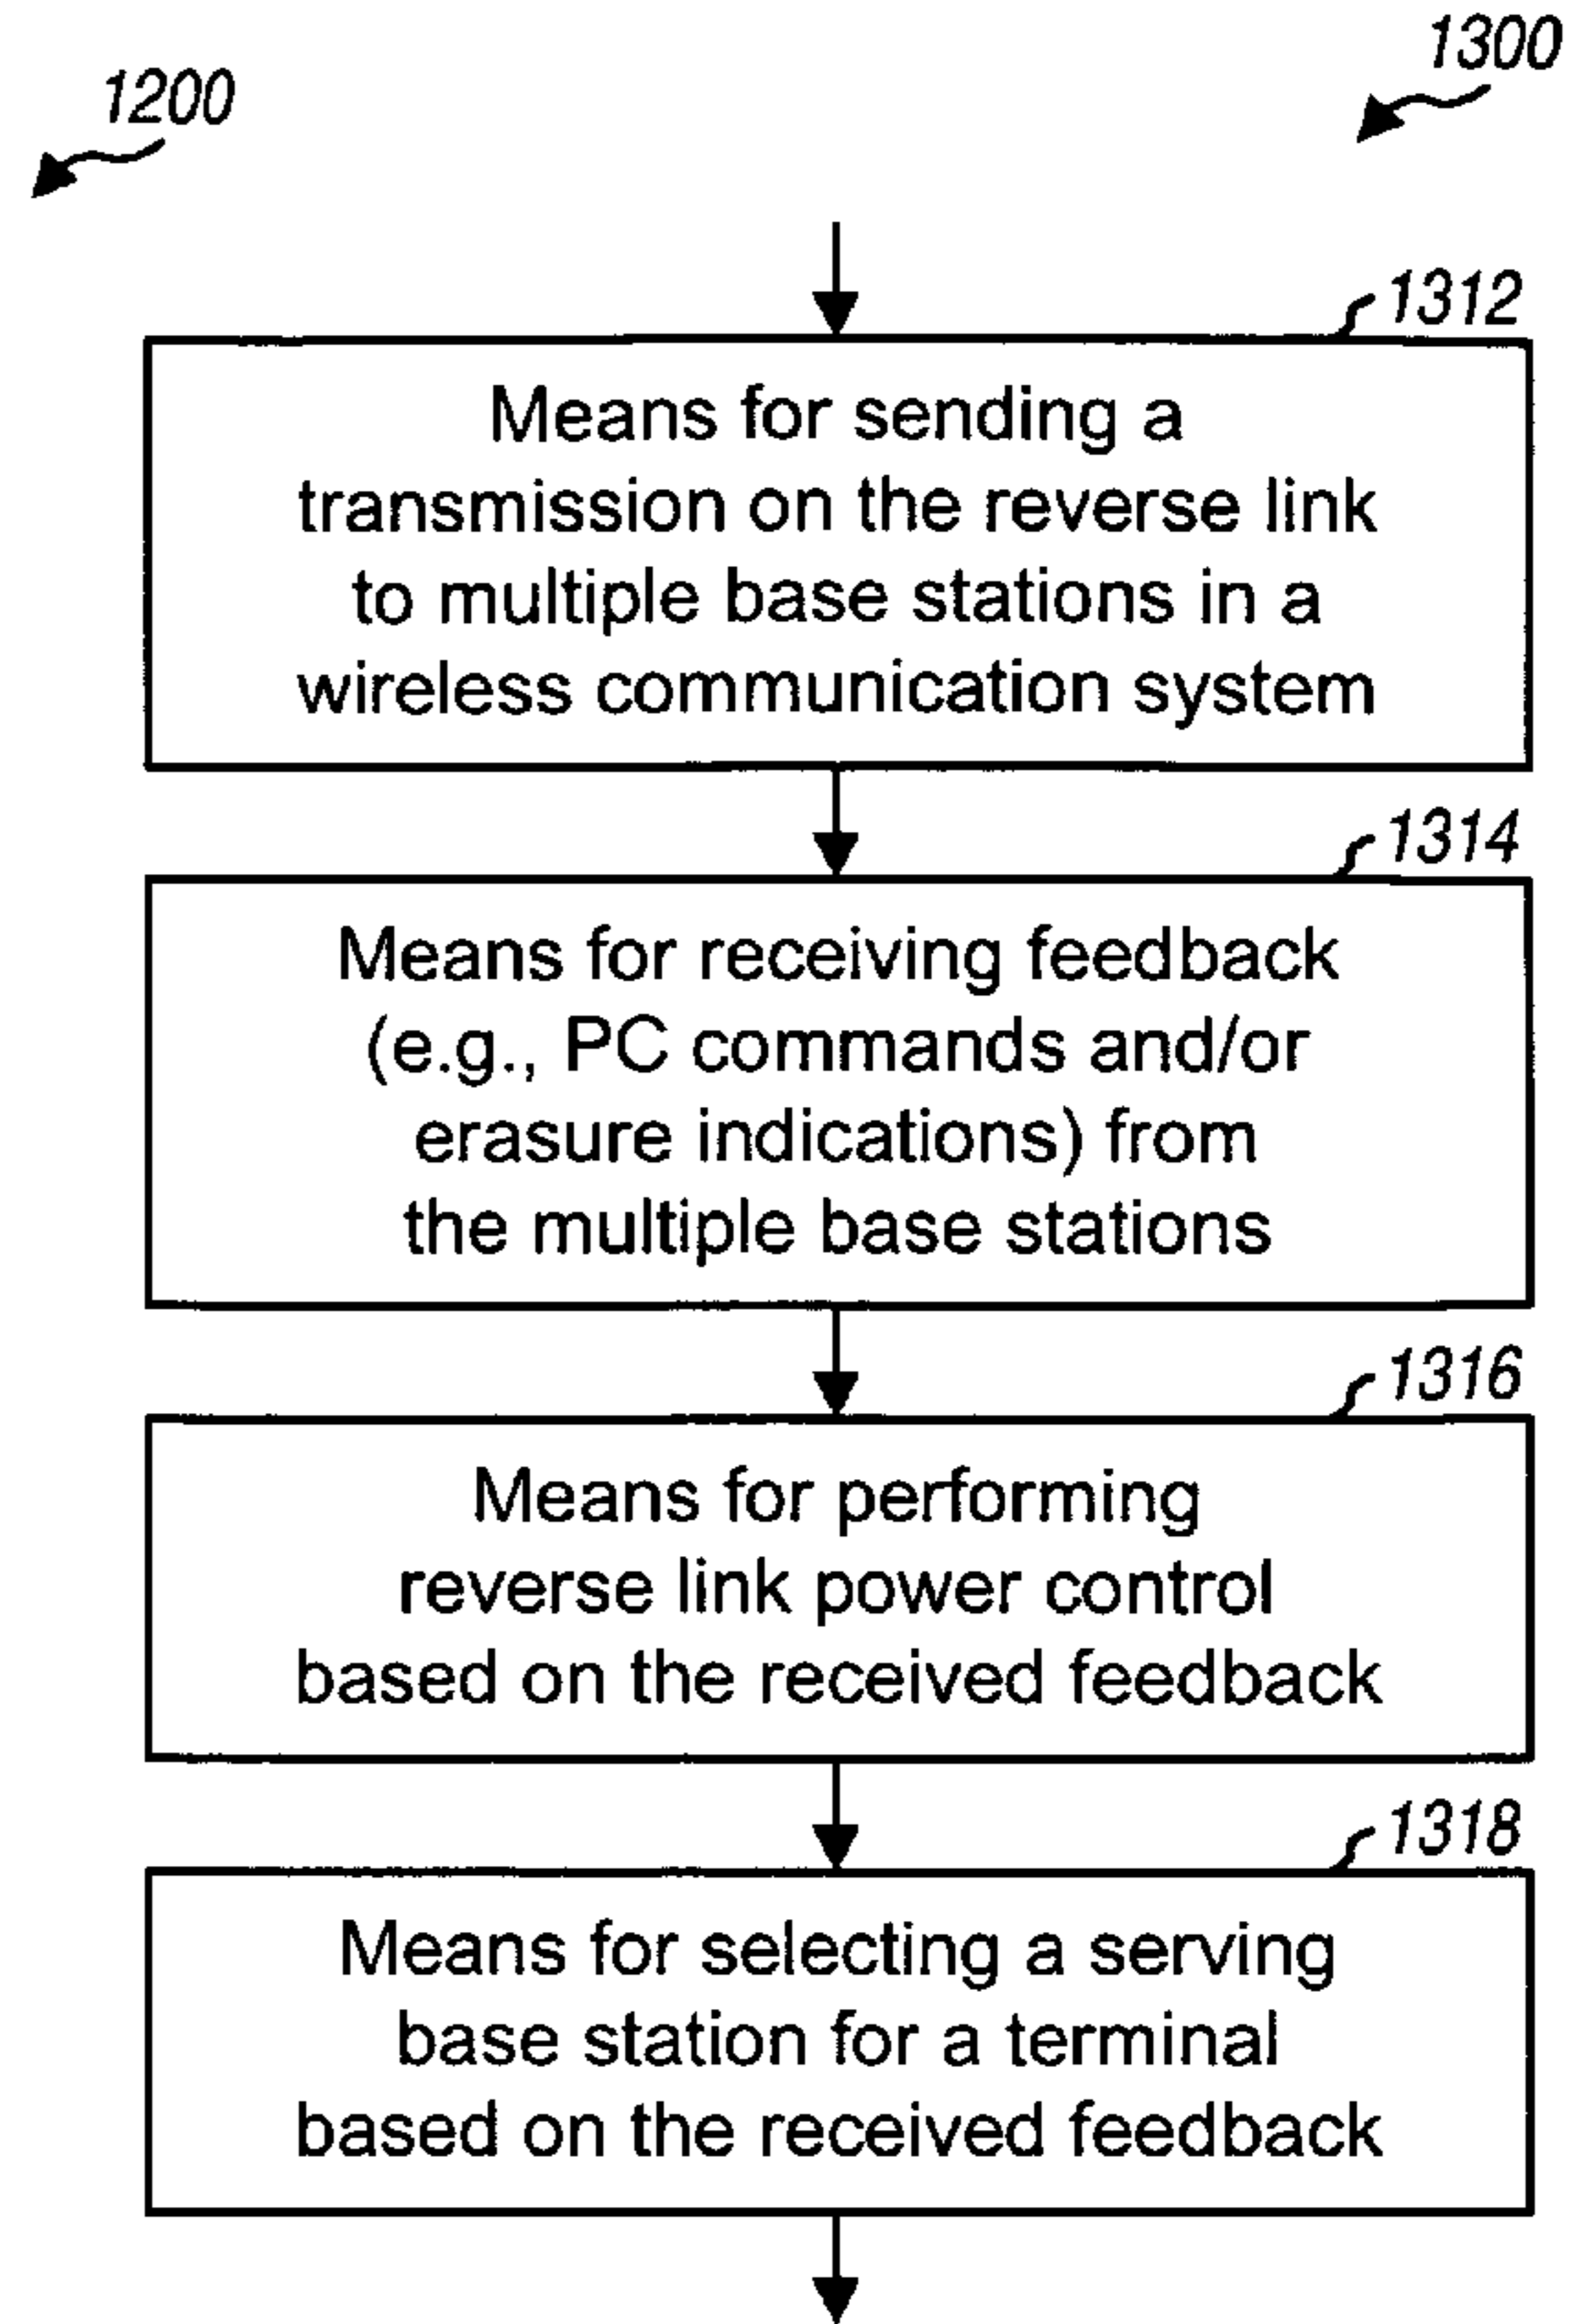 1300
1200
1312
Means for sending a
transmission on the reverse link
to multiple base stations in a
wireless communication system
1314
Means for receiving feedback
(e.g., PC commands and/or
erasure indications) from
the multiple base stations
1316
Means for performing
reverse link power control
based on the received feedback
1318
Means for selecting a serving
base station for a terminal
based on the received feedback